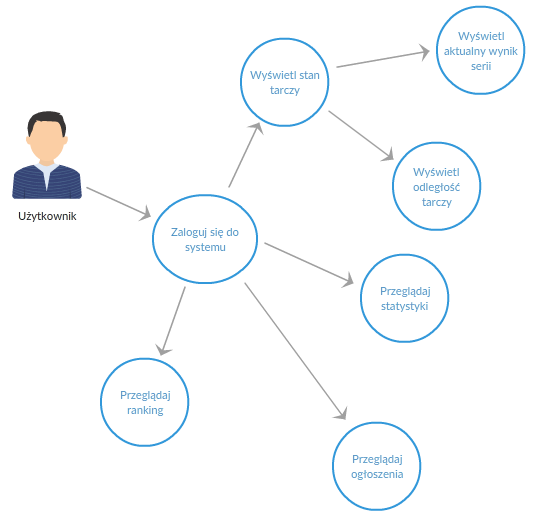 Wyświetl
aktualny wynik
serii
Wyświetl stan
tarczy
Wyświetl
odległość
tarczy
Użytkownik
Zaloguj się do
systemu
Przeglądaj
statystyki
Przeglądaj
ranking
Przeglądaj
ogłoszenia